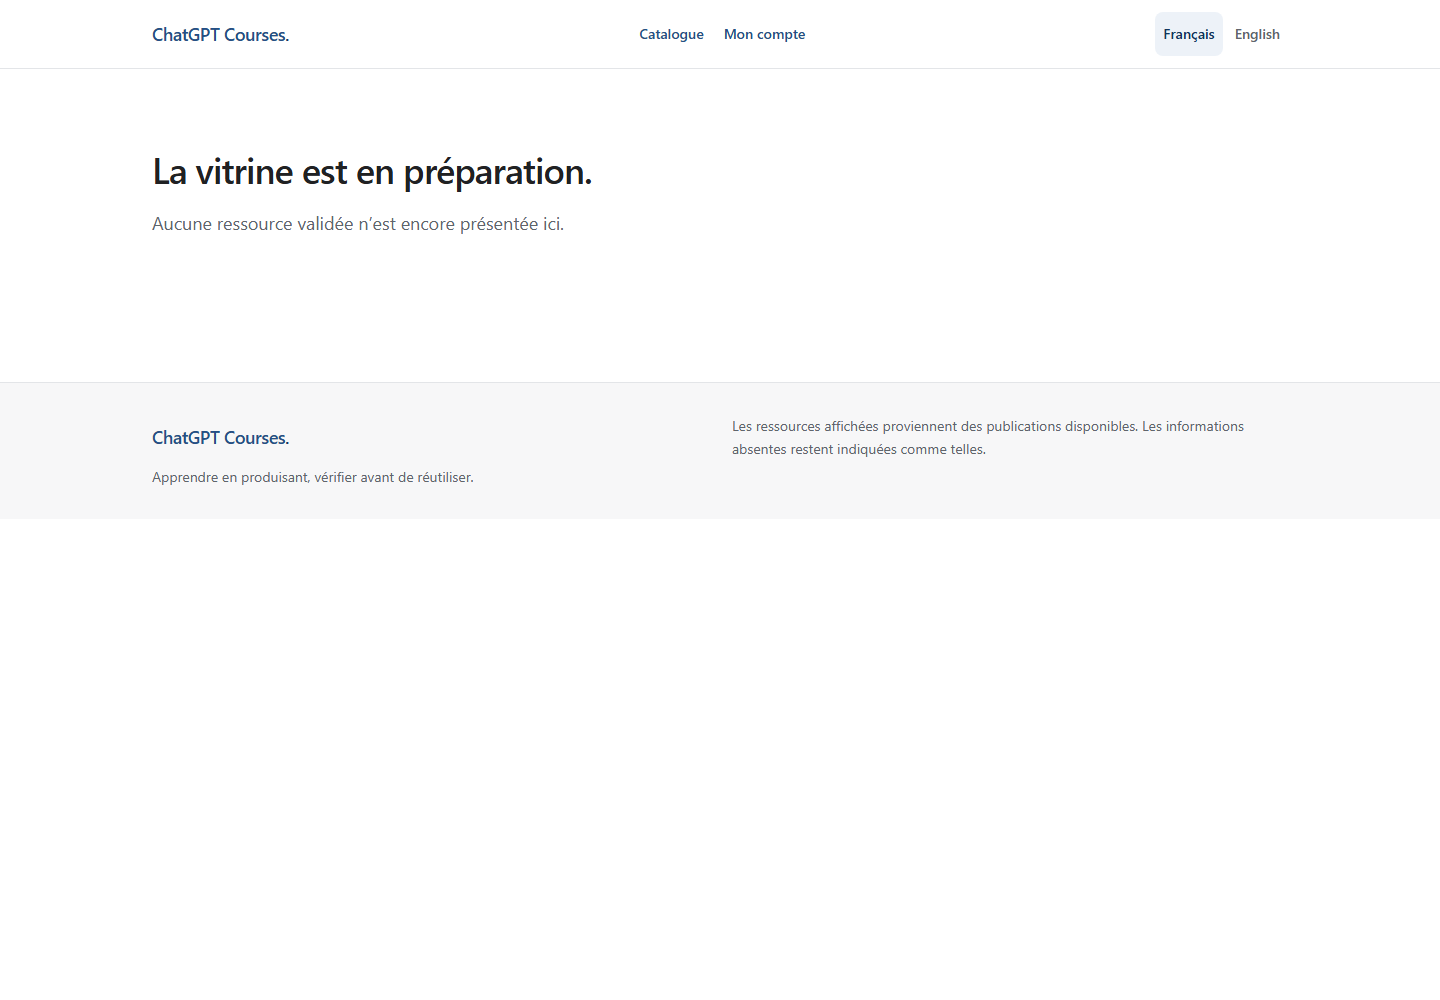 ChatGPT Courses.
Catalogue
Mon compte
Français
English
La vitrine est en préparation.
Aucune ressource validée n’est encore présentée ici.
ChatGPT Courses.
Apprendre en produisant, vérifier avant de réutiliser.
Les ressources affichées proviennent des publications disponibles. Les informations
absentes restent indiquées comme telles.